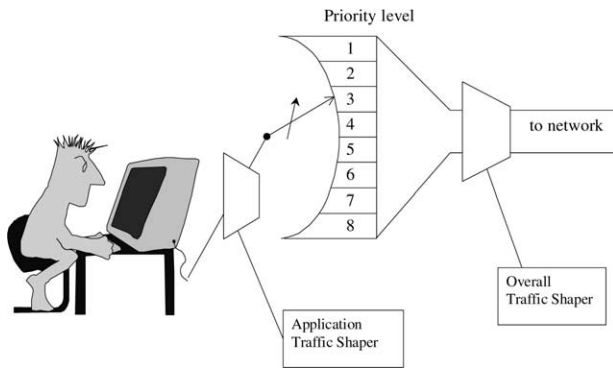 Priority level
1
2
3
4
5
6
7
8
to network
Overall
Traffic Shaper
Application
Traffic Shaper